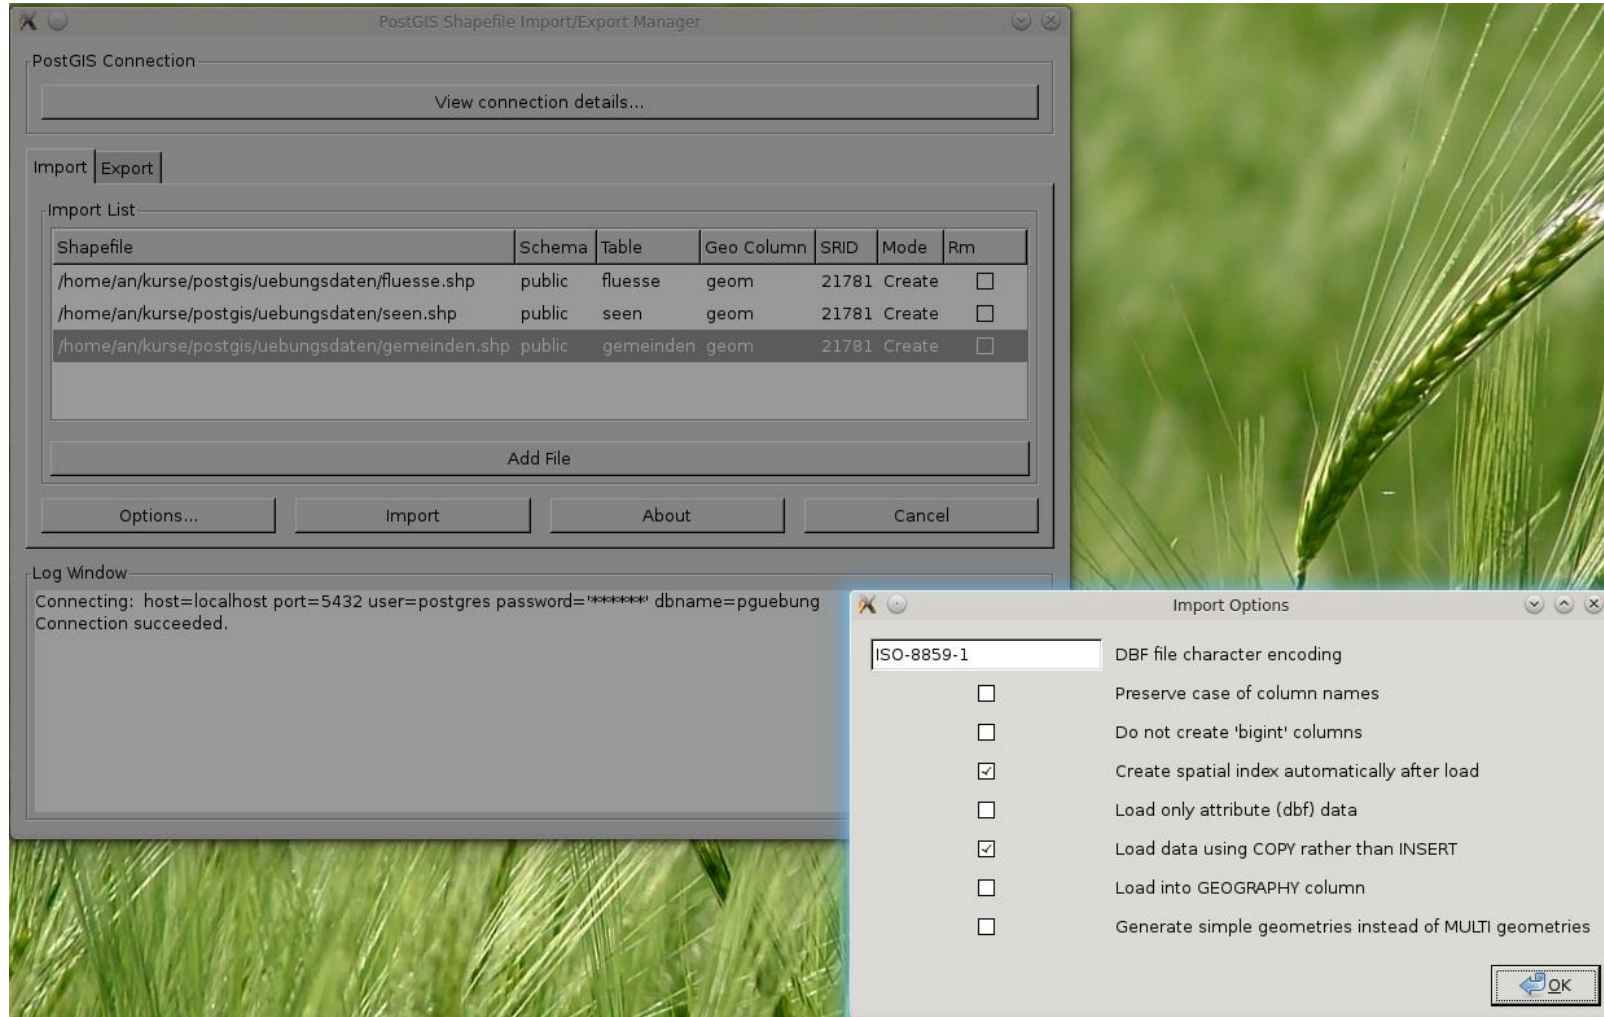 PostGIS Shapefile Import/Export Manager
PostGIS Connection
View connection details...
Import Export
Import List
Shapefile Schema Table Geo Column SRID Mode Rm
/home/an/kurse/postgis/uebungsdaten/fluesse.shp public fluesse geom 21781 Create
/home/an/kurse/postgis/uebungsdaten/seen.shp public seen geom 21781 Create
/home/an/kurse/postgis/uebungsdaten/gemeinden.shp public gemeinden geom 21781 Create
Add File
Options... Import About Cancel
Log Window
Connecting: host=localhost port=5432 user=postgres password='******' dbname=pguebung
Connection succeeded.
Import Options
ISO-8859-1 DBF file character encoding
Preserve case of column names
Do not create 'bigint' columns
Create spatial index automatically after load
Load only attribute (dbf) data
Load data using COPY rather than INSERT
Load into GEOGRAPHY column
Generate simple geometries instead of MULTI geometries
OK